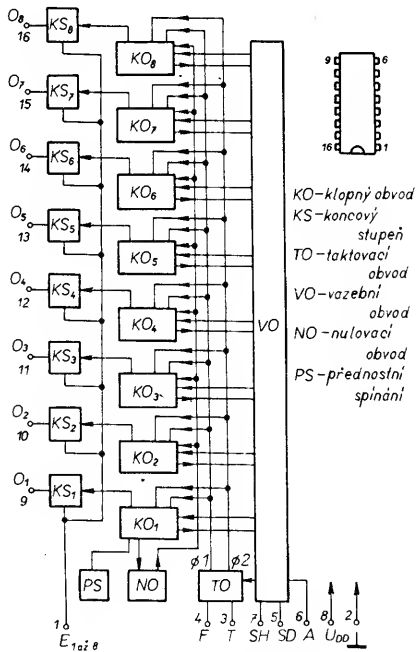 O8
16
KS8
KO8
O7
15
KS7
KO7
O6
14
KS6
KO6
O5
13
KS5
KO5
O4
12
KS4
KO4
O3
11
KS3
KO3
O2
10
KS2
KO2
O1
9
KS1
KO1
VO
9 6
16 1
KO-klopný obvod
KS-koncový
stupeň
TO-taktovací
obvod
VO-vazební
obvod
NO-nulovací
obvod
PS-přednostní
spínání
PS
NO
ø1
ø2
TO
1 4 3 7 5 6 8 2
E1až8 F T SH SD A UDD